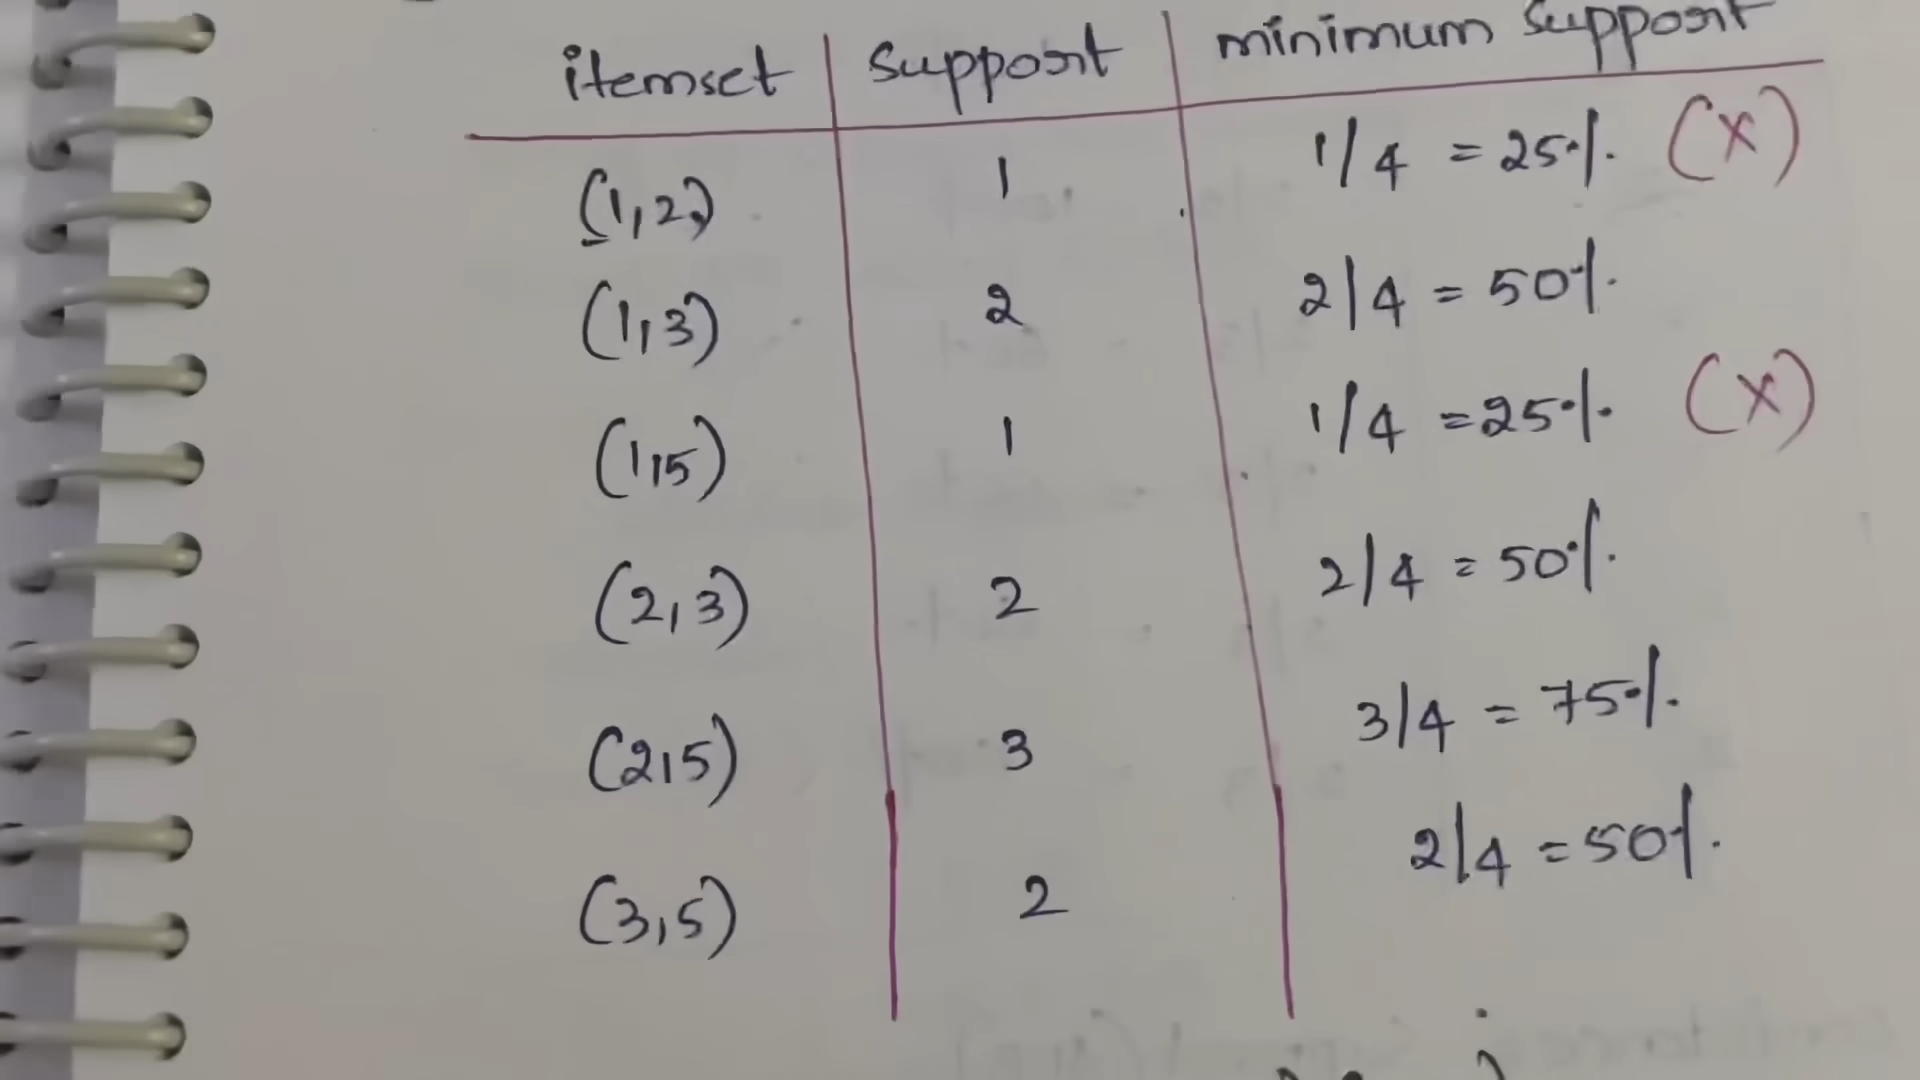 itemset support minimum support
(1,2) 1 1/4 = 25% (X)
(1,3) 2 2/4 = 50%
(1,5) 1 1/4 = 25% (X)
(2,3) 2 2/4 = 50%
(2,5) 3 3/4 = 75%
(3,5) 2 2/4 = 50%